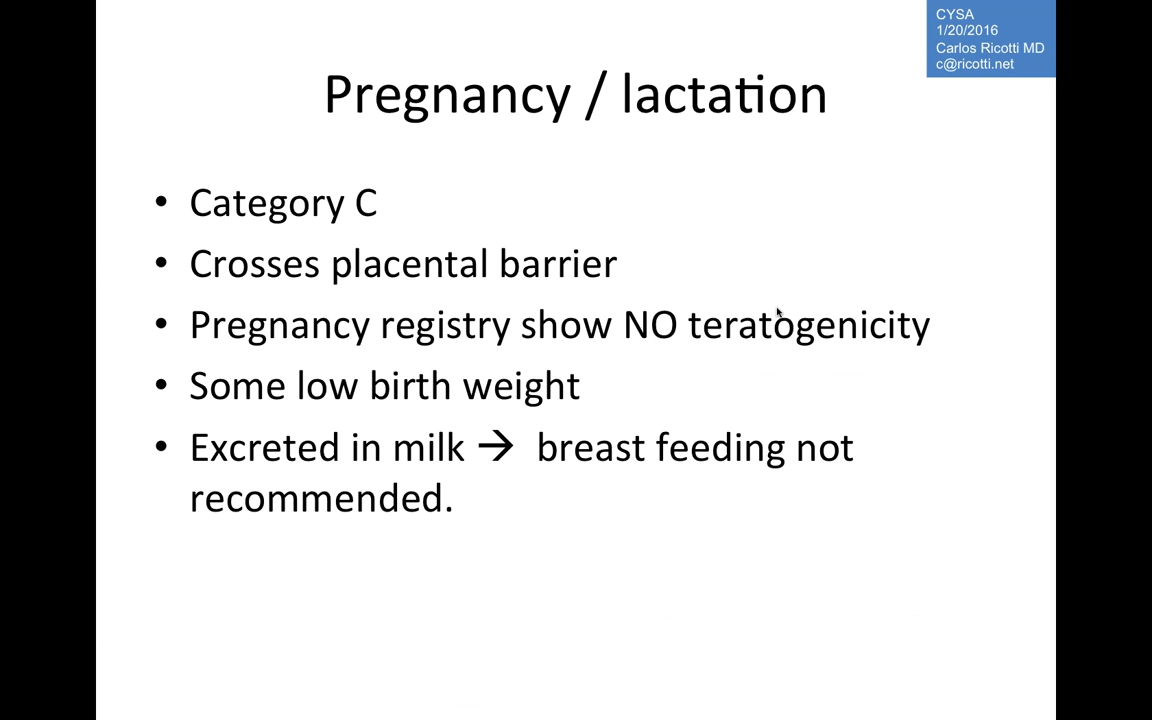 CYSA
1/20/2016
Carlos Ricotti MD
c@ricotti.net
Pregnancy / lactation
• Category C
• Crosses placental barrier
• Pregnancy registry show NO teratogenicity
• Some low birth weight
• Excreted in milk → breast feeding not
recommended.